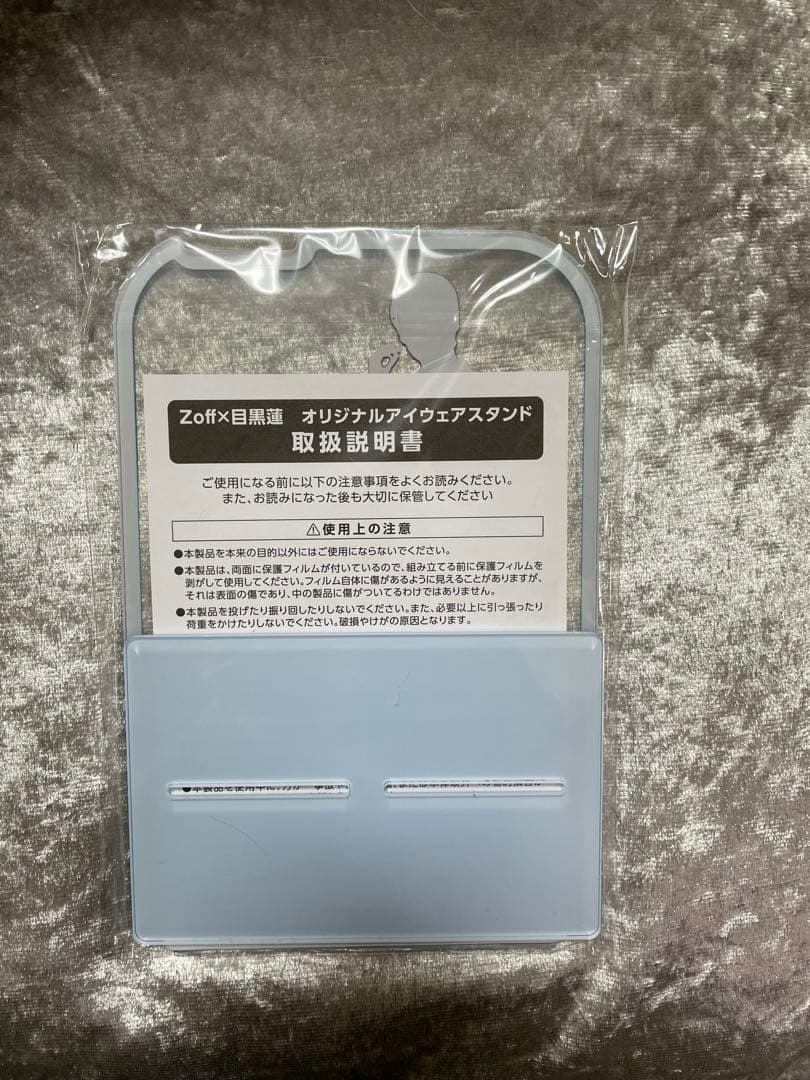 Zoff×目黒蓮　オリジナルアイウェアスタンド
取扱説明書
ご使用になる前に以下の注意事項をよくお読みください。
また、お読みになった後も大切に保管してください
⚠使用上の注意
●本製品を本来の目的以外にはご使用にならないでください。
●本製品は、両面に保護フィルムが付いているので、組み立てる前に保護フィルムを
剥がして使用してください。フィルム自体に傷があるように見えることがありますが、
それは表面の傷であり、中の製品に傷がついてるわけではありません。
●本製品を投げたり振り回したりしないでください。また、必要以上に引っ張ったり
荷重をかけたりしないでください。破損やけがの原因となります。
●本製品を使用中に、万が一事故や